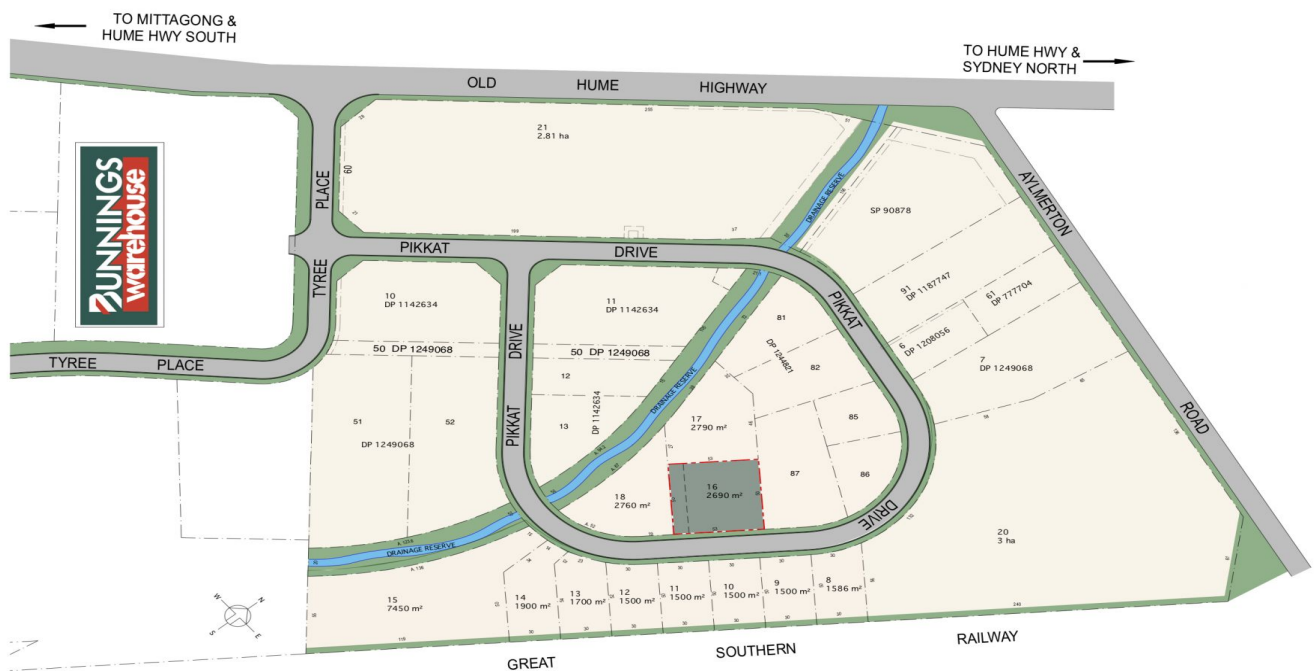 TO MITTAGONG &
HUME HWY SOUTH
TO HUME HWY &
SYDNEY NORTH
OLD HUME HIGHWAY
BUNNINGS
warehouse
TYREE PLACE
TYREE PLACE
PIKKAT DRIVE
PIKKAT DRIVE
PIKKAT DRIVE
AYLMERTON ROAD
21
2.81 ha
60
DRAINAGE RESERVE
SP 90878
91
DP 1187747
61
DP 777704
6
DP 1208056
7
DP 1249068
10
DP 1142634
11
DP 1142634
50 DP 1249068
50 DP 1249068
12
13
DP 1142634
51
52
DP 1249068
81
DP 1244821
82
85
86
87
DRAINAGE RESERVE
17
2790 m²
16
2690 m²
18
2760 m²
20
3 ha
DRAINAGE RESERVE
15
7450 m²
14
1900 m²
13
1700 m²
12
1500 m²
11
1500 m²
10
1500 m²
9
1500 m²
8
1586 m²
W N
S E
GREAT SOUTHERN RAILWAY